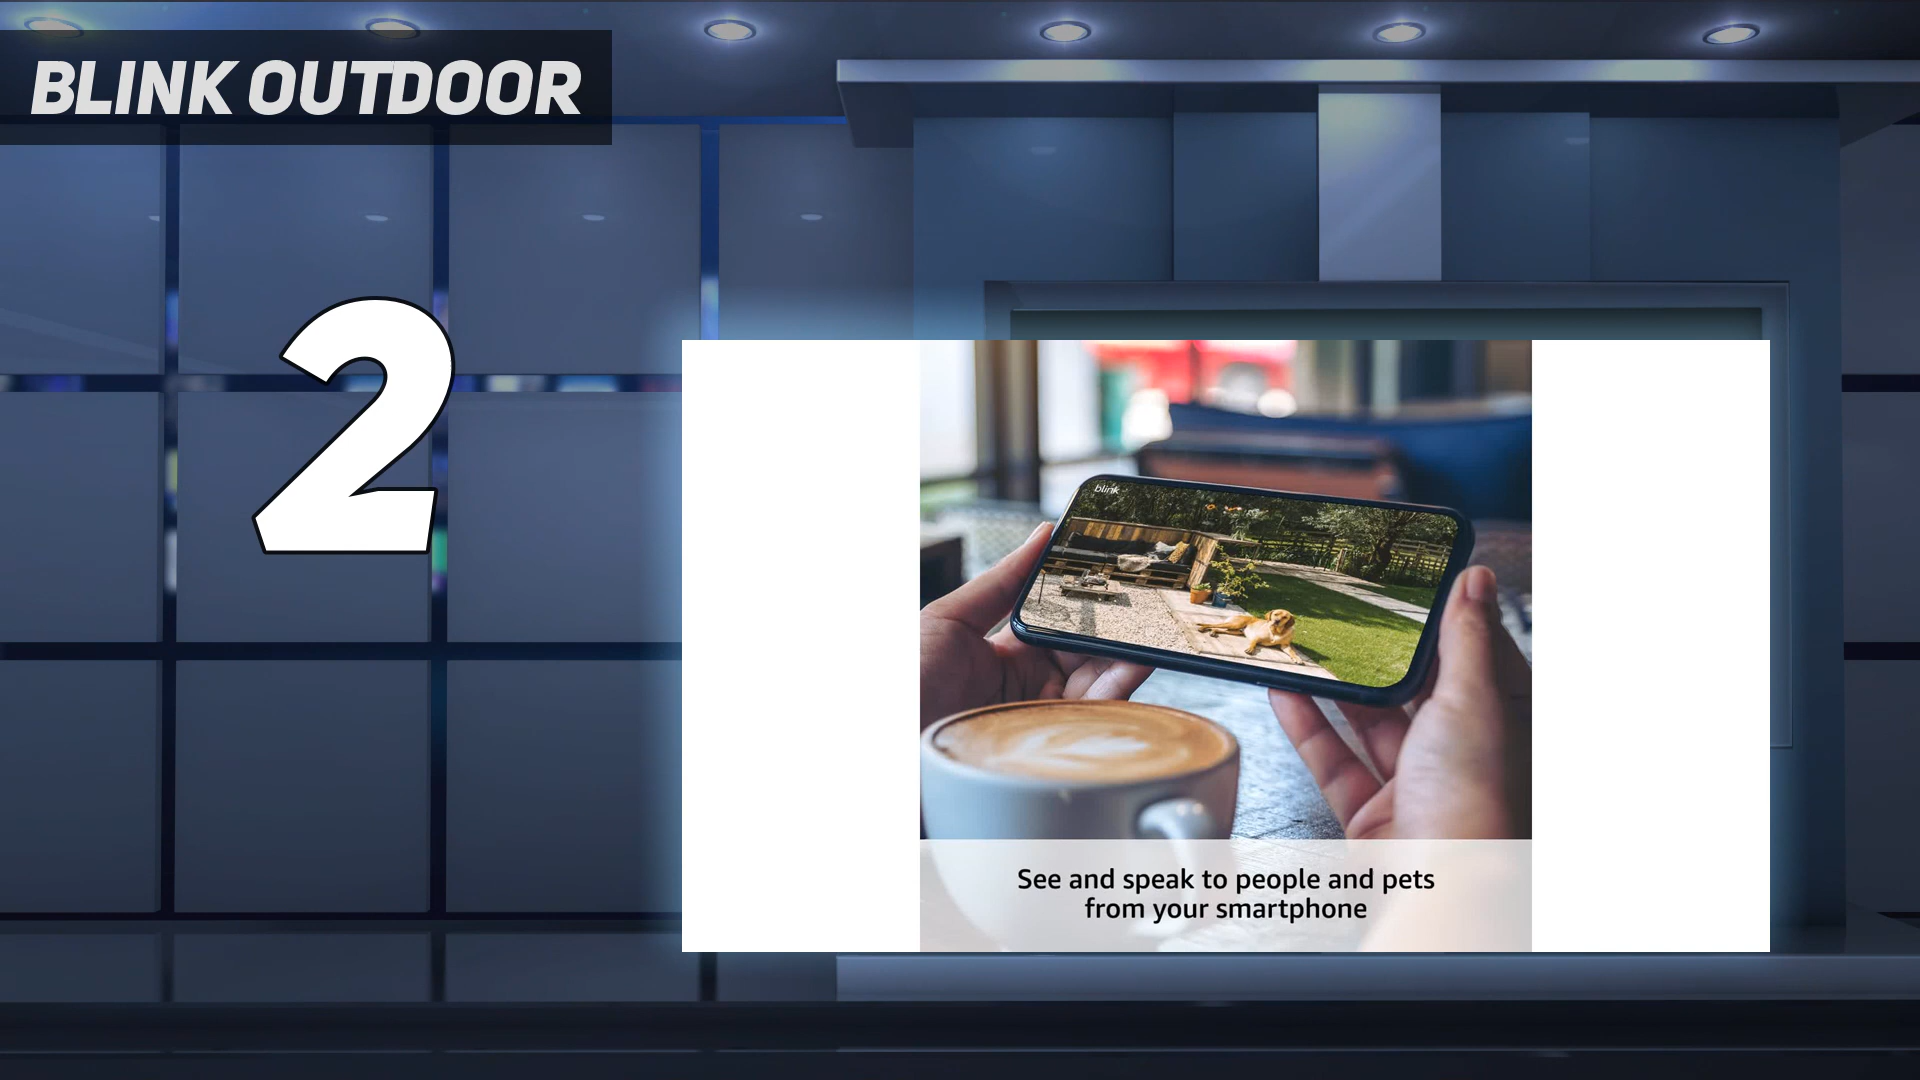 BLINK OUTDOOR
2
blink
See and speak to people and pets
from your smartphone